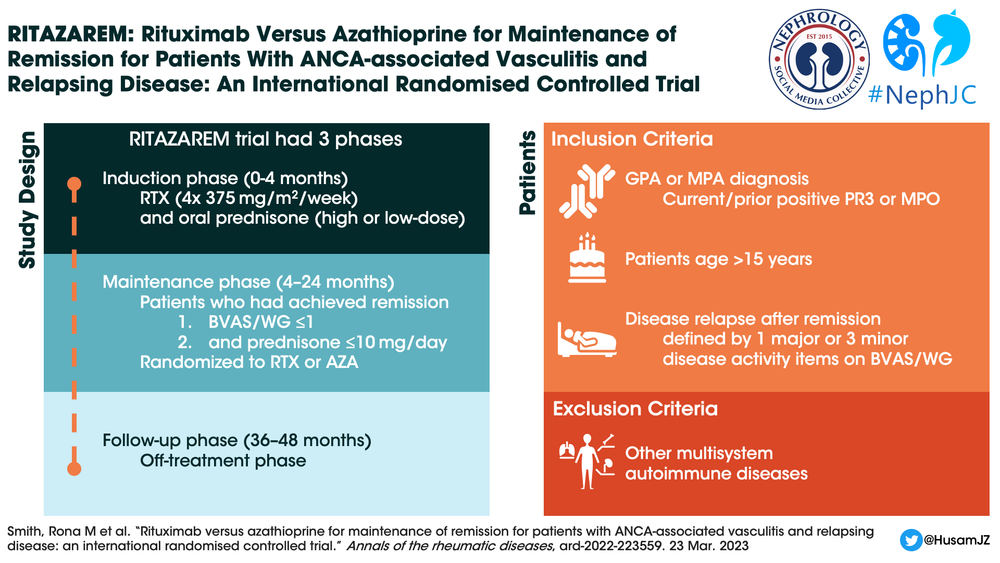 RITAZAREM: Rituximab Versus Azathioprine for Maintenance of
Remission for Patients With ANCA-associated Vasculitis and
Relapsing Disease: An International Randomised Controlled Trial
NEPHROLOGY
EST 2015
SOCIAL MEDIA COLLECTIVE
#NephJC
Study Design
RITAZAREM trial had 3 phases
Induction phase (0-4 months)
RTX (4x 375 mg/m²/week)
and oral prednisone (high or low-dose)
Maintenance phase (4–24 months)
Patients who had achieved remission
1. BVAS/WG ≤1
2. and prednisone ≤10 mg/day
Randomized to RTX or AZA
Follow-up phase (36–48 months)
Off-treatment phase
Patients
Inclusion Criteria
GPA or MPA diagnosis
Current/prior positive PR3 or MPO
Patients age >15 years
Disease relapse after remission
defined by 1 major or 3 minor
disease activity items on BVAS/WG
Exclusion Criteria
Other multisystem
autoimmune diseases
Smith, Rona M et al. “Rituximab versus azathioprine for maintenance of remission for patients with ANCA-associated vasculitis and relapsing
disease: an international randomised controlled trial.” Annals of the rheumatic diseases, ard-2022-223559. 23 Mar. 2023
@HusamJZ